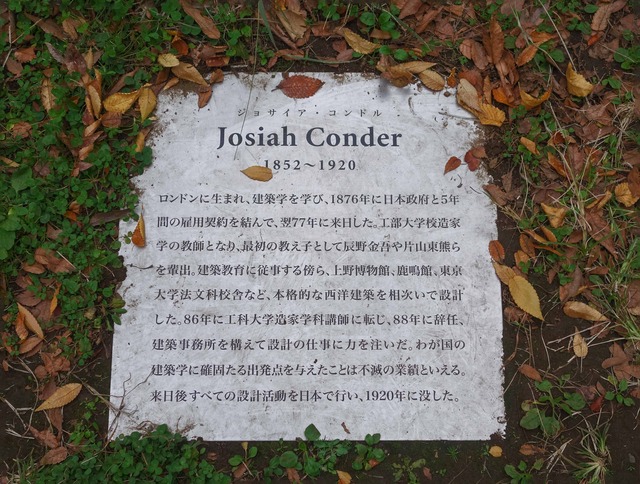 ジョサイア・コンドル
Josiah Conder
1852〜1920
ロンドンに生まれ、建築学を学び、1876年に日本政府と5年
間の雇用契約を結んで、翌77年に来日した。工部大学校造家
学の教師となり、最初の教え子として辰野金吾や片山東熊ら
を輩出。建築教育に従事する傍ら、上野博物館、鹿鳴館、東京
大学法文科校舎など、本格的な西洋建築を相次いで設計
した。86年に工科大学造家学科講師に転じ、88年に辞任、
建築事務所を構えて設計の仕事に力を注いだ。わが国の
建築学に確固たる出発点を与えたことは不滅の業績といえる。
来日後すべての設計活動を日本で行い、1920年に没した。